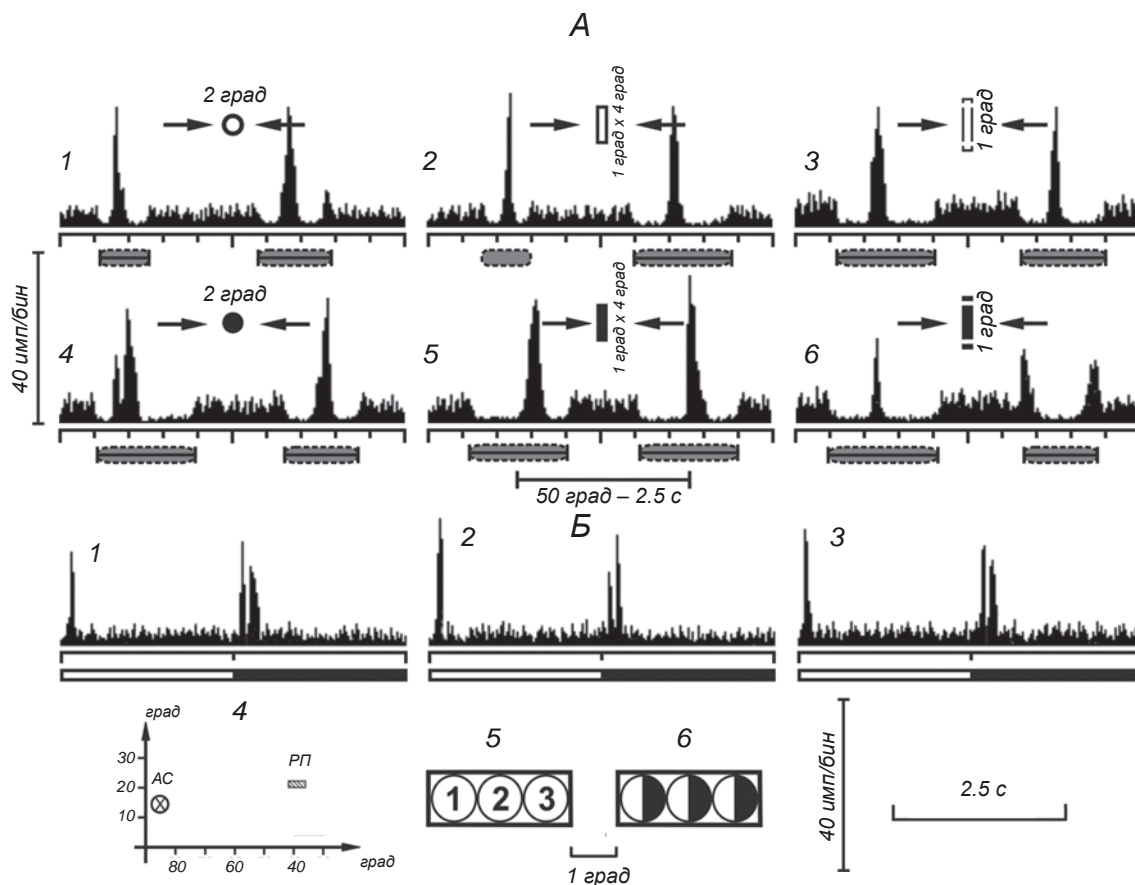 А
1
2 град
2
1 град x 4 град
3
1 град
40 имп/бин
4
2 град
5
1 град x 4 град
6
1 град
50 град – 2.5 с
Б
1
2
3
4
град
30
20
10
АС
РП
80
60
40
град
5
1 2 3
6
1 град
40 имп/бин
2.5 с